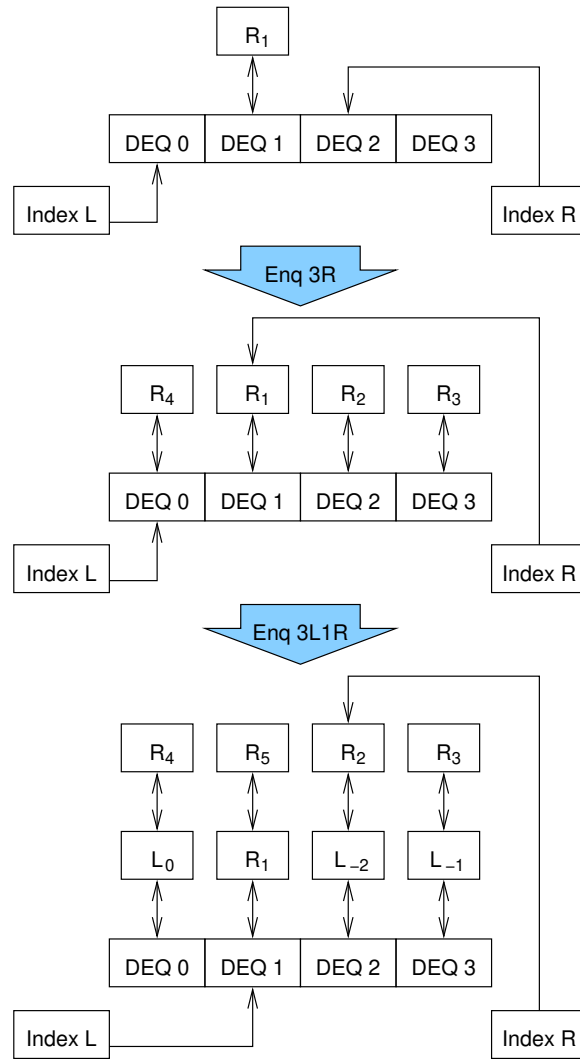 R₁
DEQ 0 DEQ 1 DEQ 2 DEQ 3
Index L Index R
Enq 3R
R₄ R₁ R₂ R₃
DEQ 0 DEQ 1 DEQ 2 DEQ 3
Index L Index R
Enq 3L1R
R₄ R₅ R₂ R₃
L₀ R₁ L₋₂ L₋₁
DEQ 0 DEQ 1 DEQ 2 DEQ 3
Index L Index R